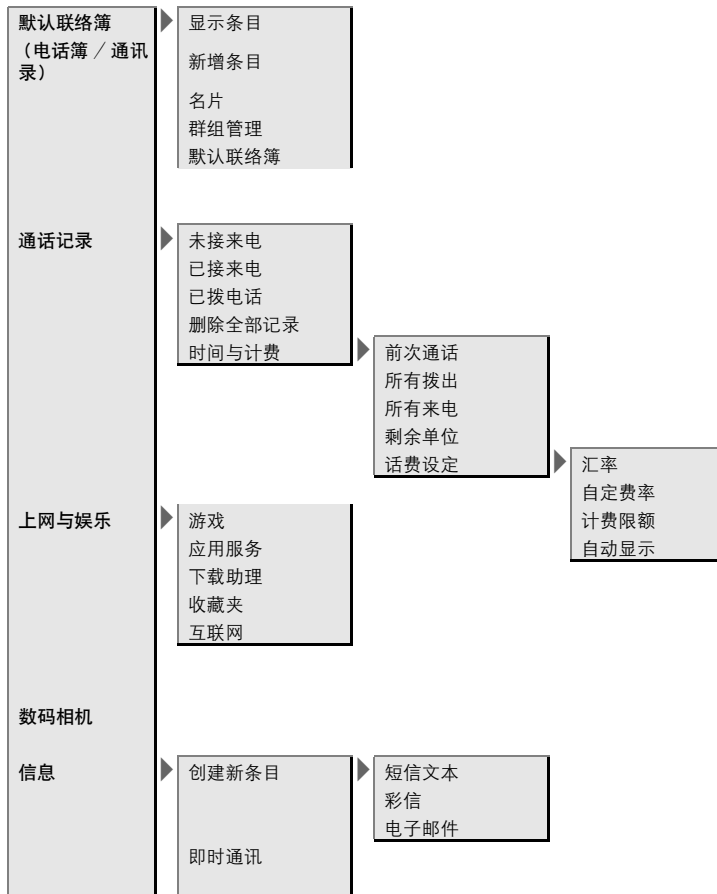 默认联络簿
（电话簿 / 通讯
录）
显示条目
新增条目
名片
群组管理
默认联络簿
通话记录
未接来电
已接来电
已拨电话
删除全部记录
时间与计费
前次通话
所有拨出
所有来电
剩余单位
话费设定
汇率
自定费率
计费限额
自动显示
上网与娱乐
游戏
应用服务
下载助理
收藏夹
互联网
数码相机
信息
创建新条目
短信文本
彩信
电子邮件
即时通讯